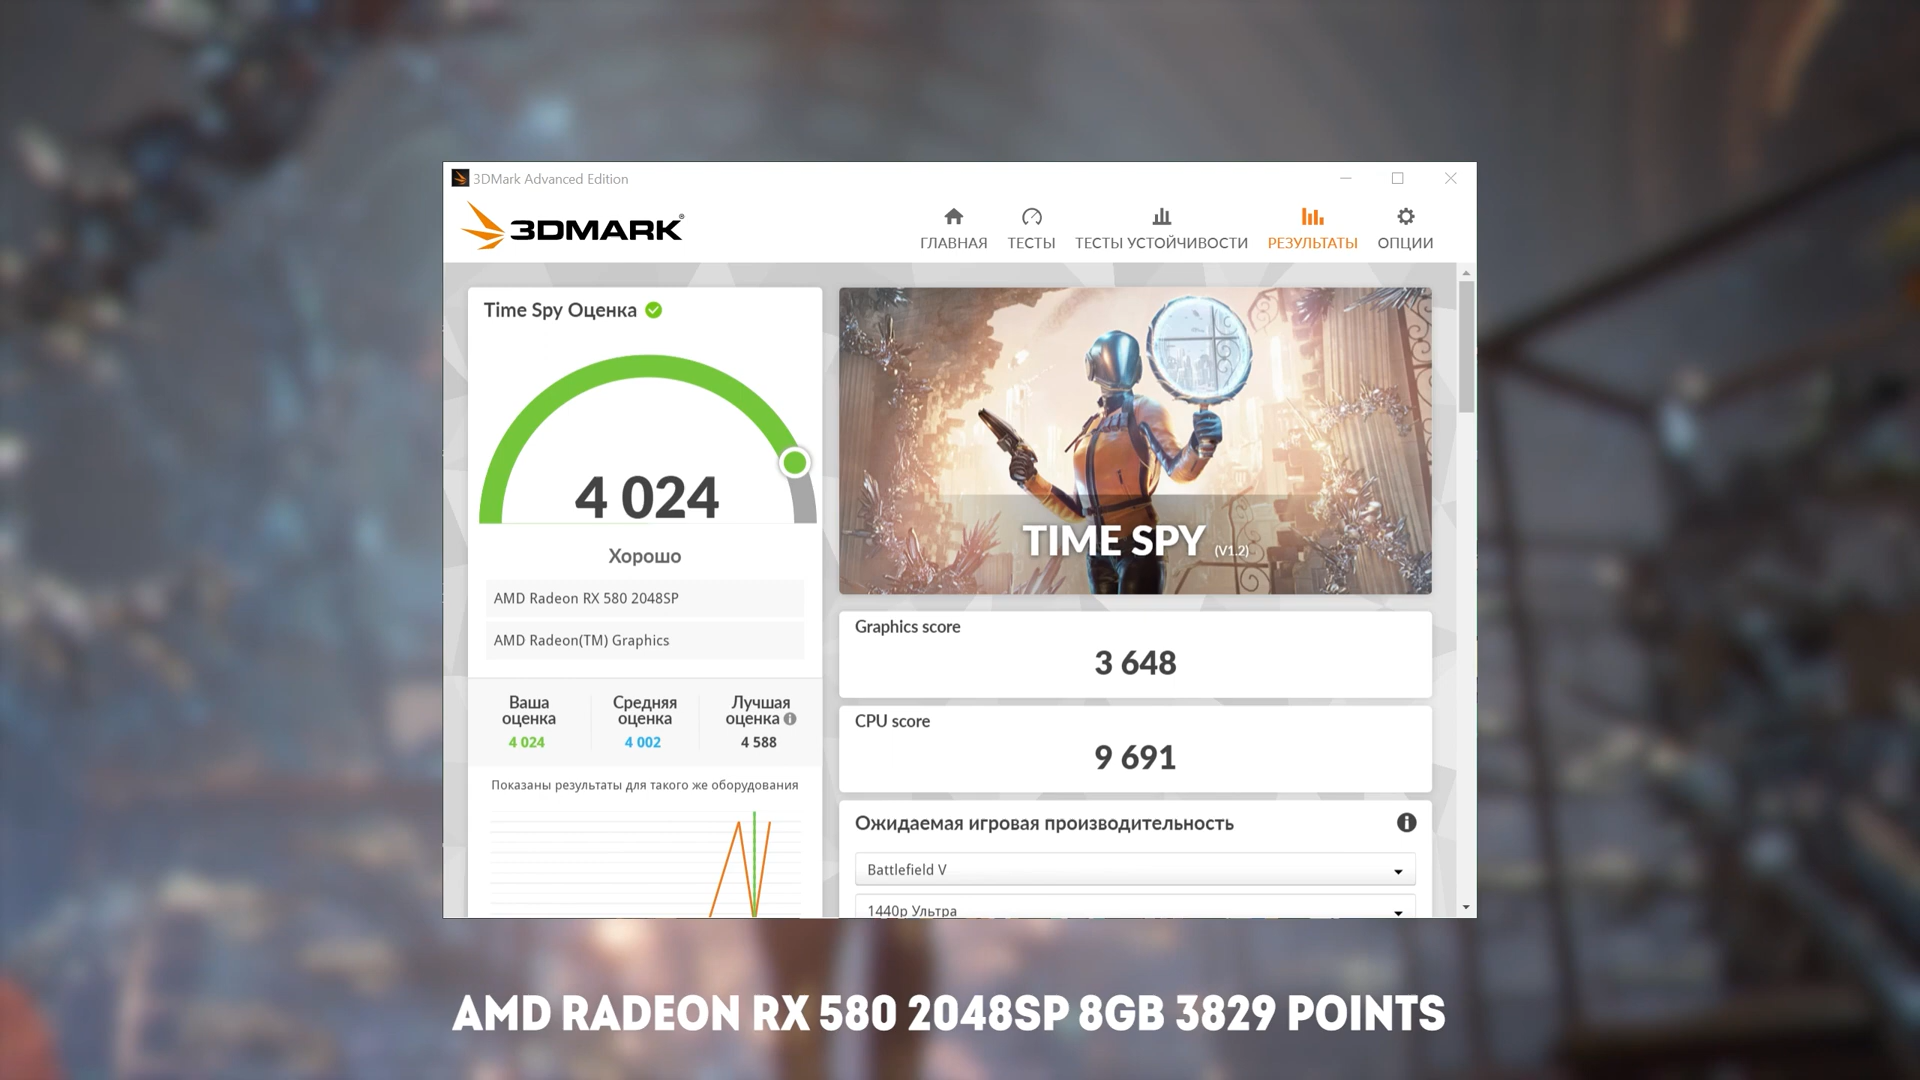 3DMark Advanced Edition
3DMARK®
ГЛАВНАЯ
ТЕСТЫ
ТЕСТЫ УСТОЙЧИВОСТИ
РЕЗУЛЬТАТЫ
ОПЦИИ
Time Spy Оценка
4 024
Хорошо
AMD Radeon RX 580 2048SP
AMD Radeon(TM) Graphics
Ваша
оценка
4 024
Средняя
оценка
4 002
Лучшая
оценка
4 588
Показаны результаты для такого же оборудования
TIME SPY (V1.2)
Graphics score
3 648
CPU score
9 691
Ожидаемая игровая производительность
Battlefield V
1440p Ультра
AMD RADEON RX 580 2048SP 8GB 3829 POINTS